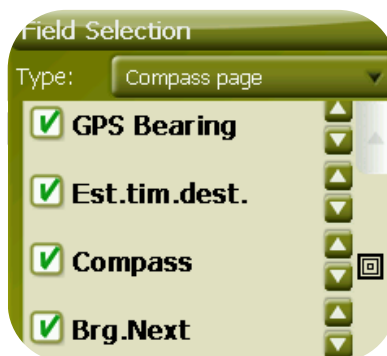 Field Selection
Type: Compass page
GPS Bearing
Est.tim.dest.
Compass
Brg.Next